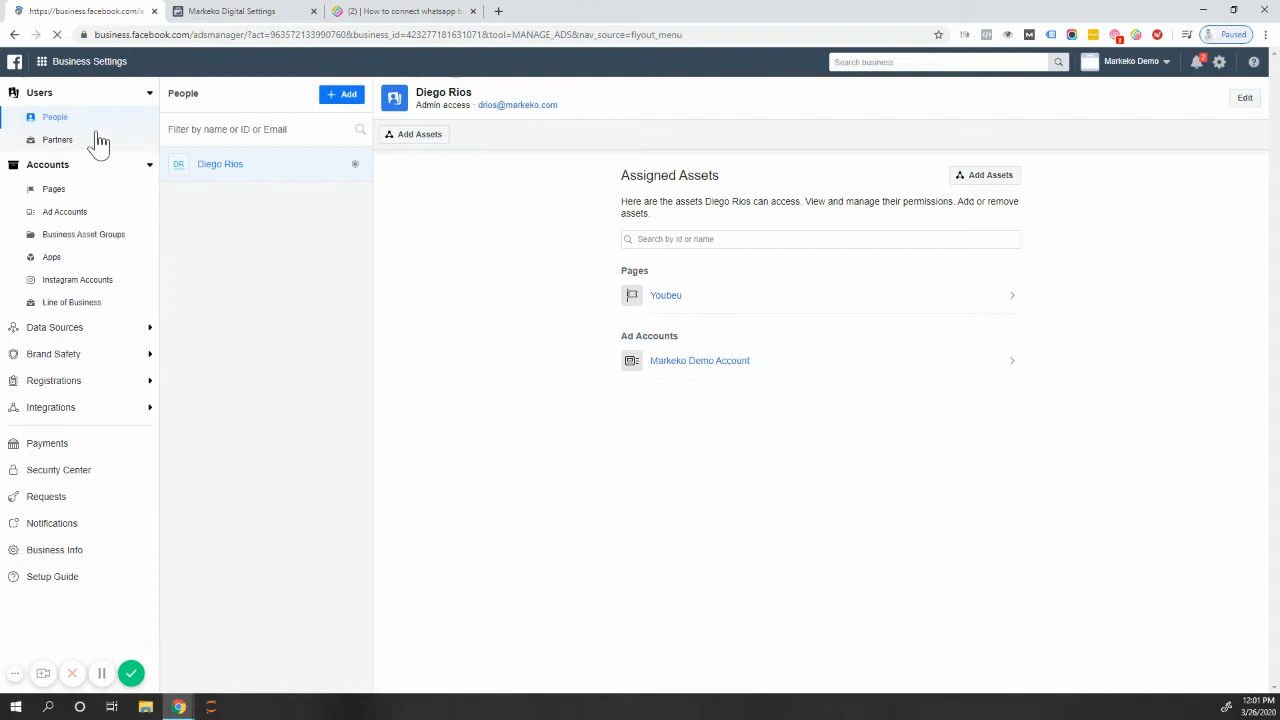 https://business.facebook.com/ads
Markeko Digital Settings
(2) | How to connect whatsapp b
business.facebook.com/adsmanager/?act=963572133990760&business_id=423277181631071&tool=MANAGE_ADS&nav_source=flyout_menu
Paused
3
Business Settings
Search business
Markeko Demo
2
Users
People
Partners
Accounts
Pages
Ad Accounts
Business Asset Groups
Apps
Instagram Accounts
Line of Business
Data Sources
Brand Safety
Registrations
Integrations
Payments
Security Center
Requests
Notifications
Business Info
Setup Guide
People
+ Add
Filter by name or ID or Email
DR
Diego Rios
Diego Rios
Admin access · drios@markeko.com
Edit
Add Assets
Assigned Assets
Add Assets
Here are the assets Diego Rios can access. View and manage their permissions. Add or remove
assets.
Search by id or name
Pages
Youbeu
Ad Accounts
Markeko Demo Account
12:01 PM
3/26/2020